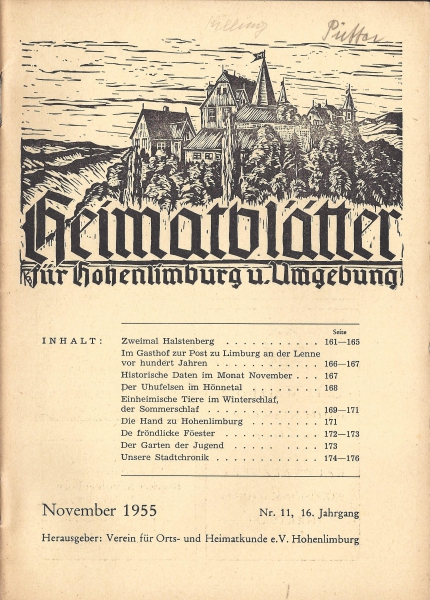 Heimatblätter
für Hohenlimburg u. Umgebung
Seite
INHALT: Zweimal Halstenberg . . . . . . . . . . . 161—165
Im Gasthof zur Post zu Limburg an der Lenne
vor hundert Jahren . . . . . . . . . . . 166—167
Historische Daten im Monat November . . . 167
Der Uhufelsen im Hönnetal . . . . . . . . 168
Einheimische Tiere im Winterschlaf,
der Sommerschlaf . . . . . . . . . . . . 169—171
Die Hand zu Hohenlimburg . . . . . . . . 171
De fröndlicke Föester . . . . . . . . . . 172—173
Der Garten der Jugend . . . . . . . . . . 173
Unsere Stadtchronik . . . . . . . . . . . 174—176
November 1955 Nr. 11, 16. Jahrgang
Herausgeber: Verein für Orts- und Heimatkunde e.V. Hohenlimburg